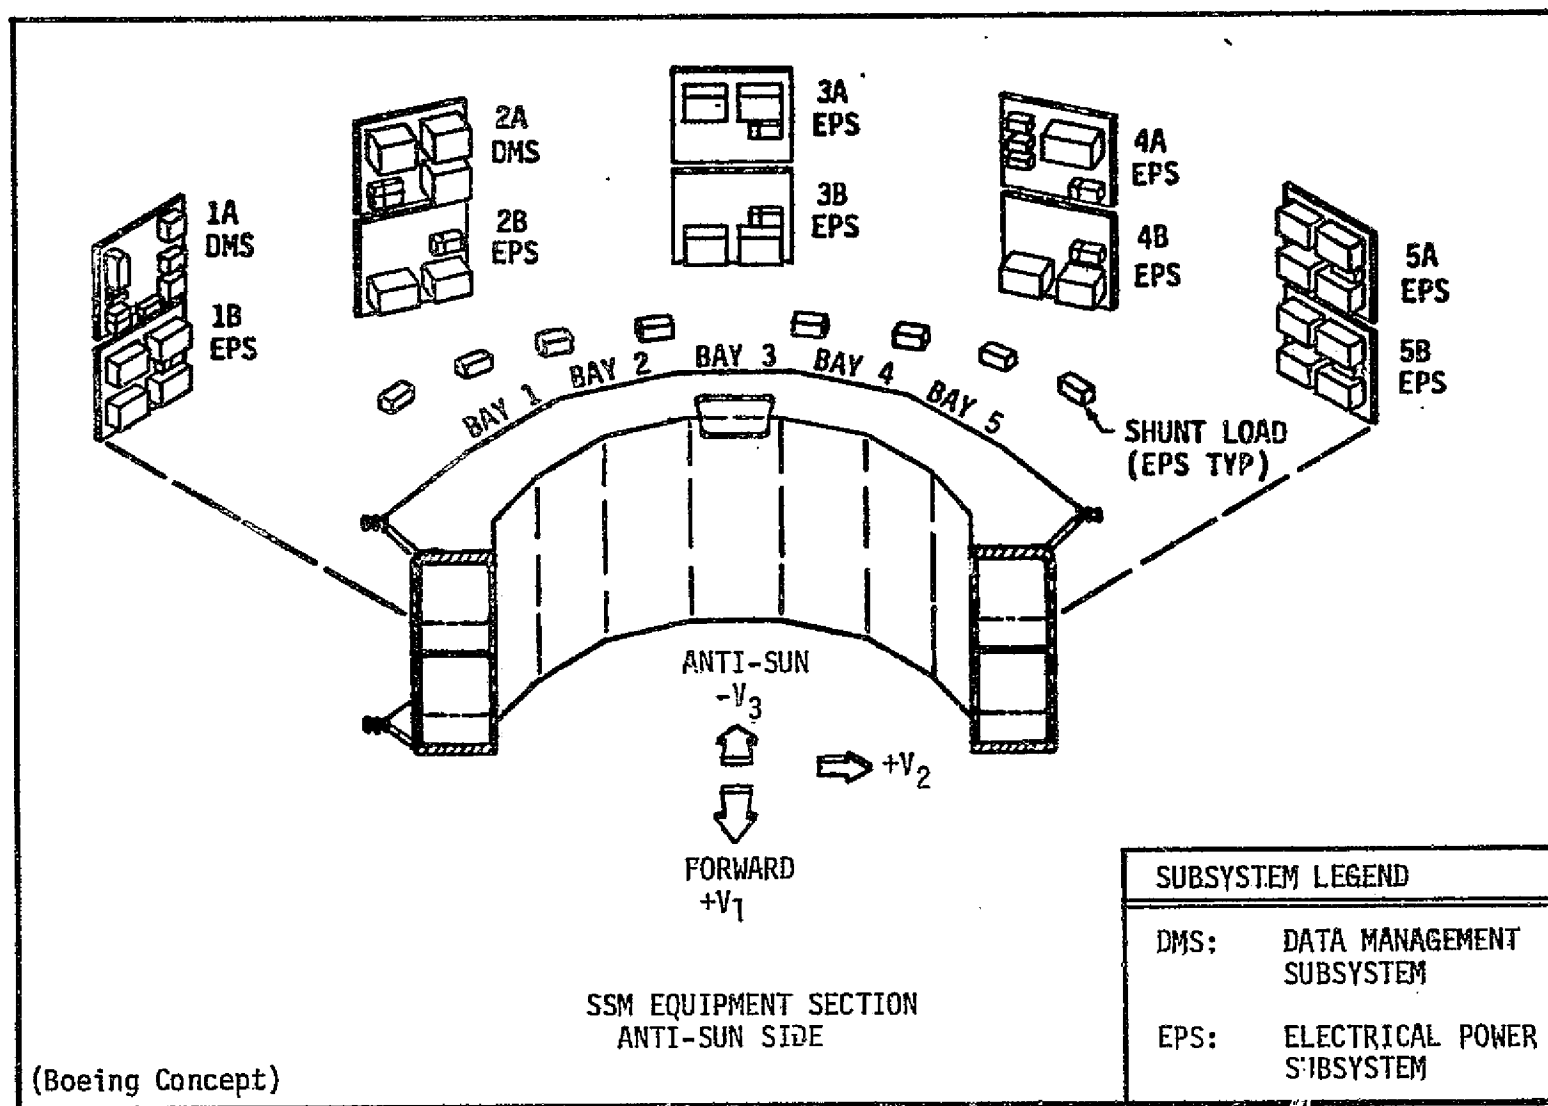 3A
EPS
2A
DMS
4A
EPS
3B
EPS
1A
DMS
2B
EPS
4B
EPS
5A
EPS
1B
EPS
5B
EPS
BAY 1
BAY 2
BAY 3
BAY 4
BAY 5
SHUNT LOAD
(EPS TYP)
ANTI-SUN
-V3
+V2
FORWARD
+V1
SUBSYSTEM LEGEND
DMS: DATA MANAGEMENT
SUBSYSTEM
EPS: ELECTRICAL POWER
SUBSYSTEM
SSM EQUIPMENT SECTION
ANTI-SUN SIDE
(Boeing Concept)